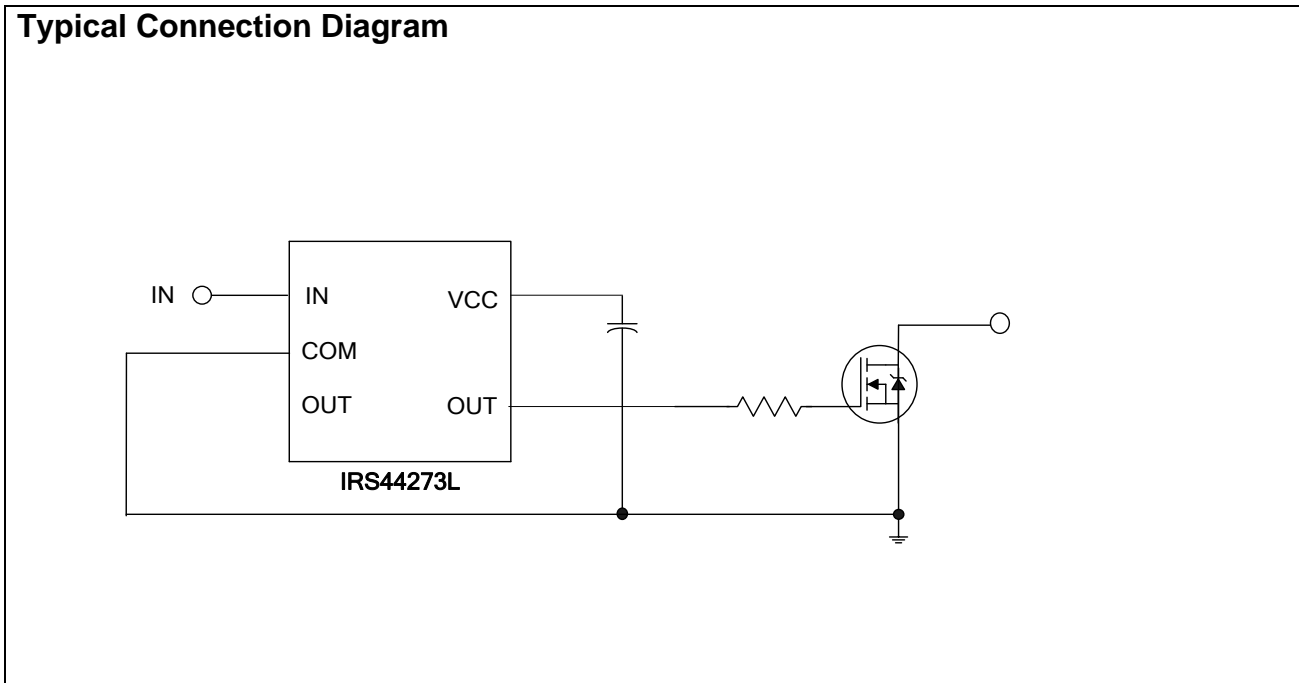 Typical Connection Diagram
IN
IN
VCC
COM
OUT
OUT
IRS44273L